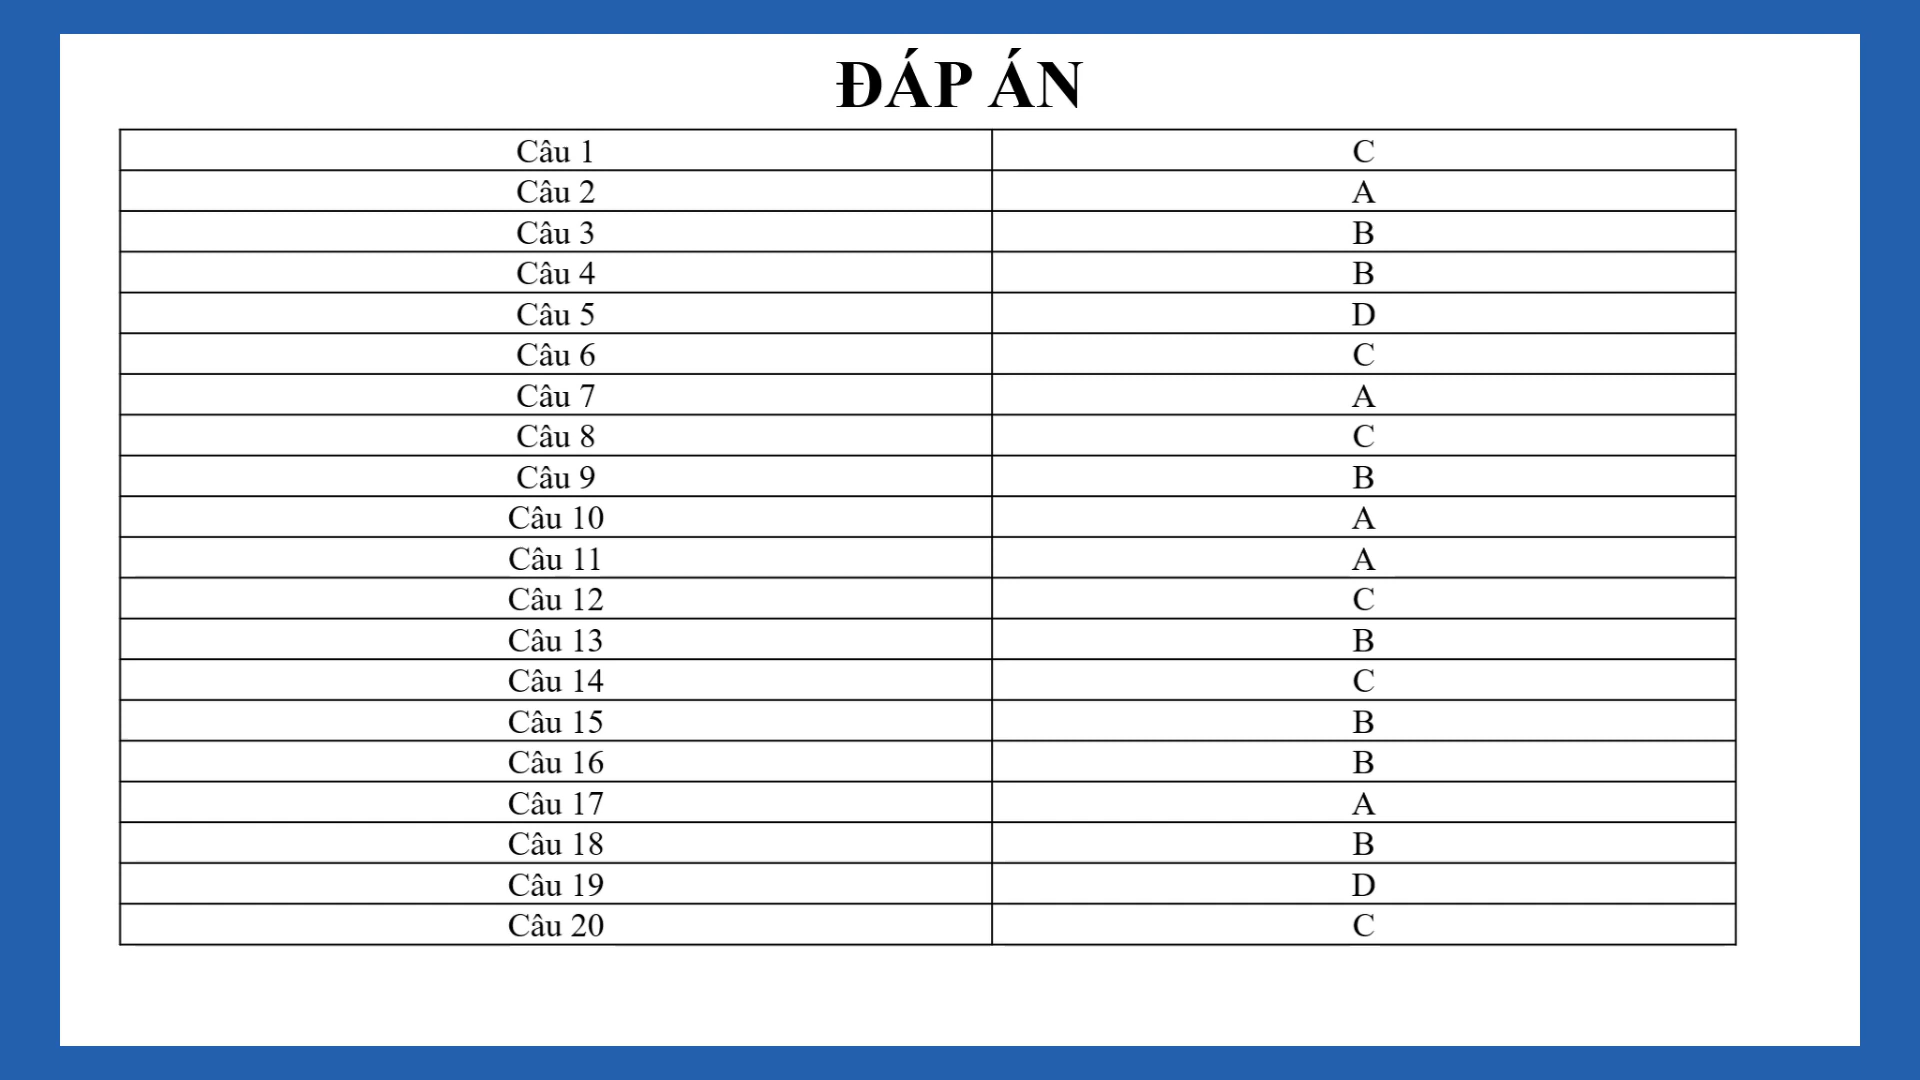 ĐÁP ÁN
Câu 1 C
Câu 2 A
Câu 3 B
Câu 4 B
Câu 5 D
Câu 6 C
Câu 7 A
Câu 8 C
Câu 9 B
Câu 10 A
Câu 11 A
Câu 12 C
Câu 13 B
Câu 14 C
Câu 15 B
Câu 16 B
Câu 17 A
Câu 18 B
Câu 19 D
Câu 20 C